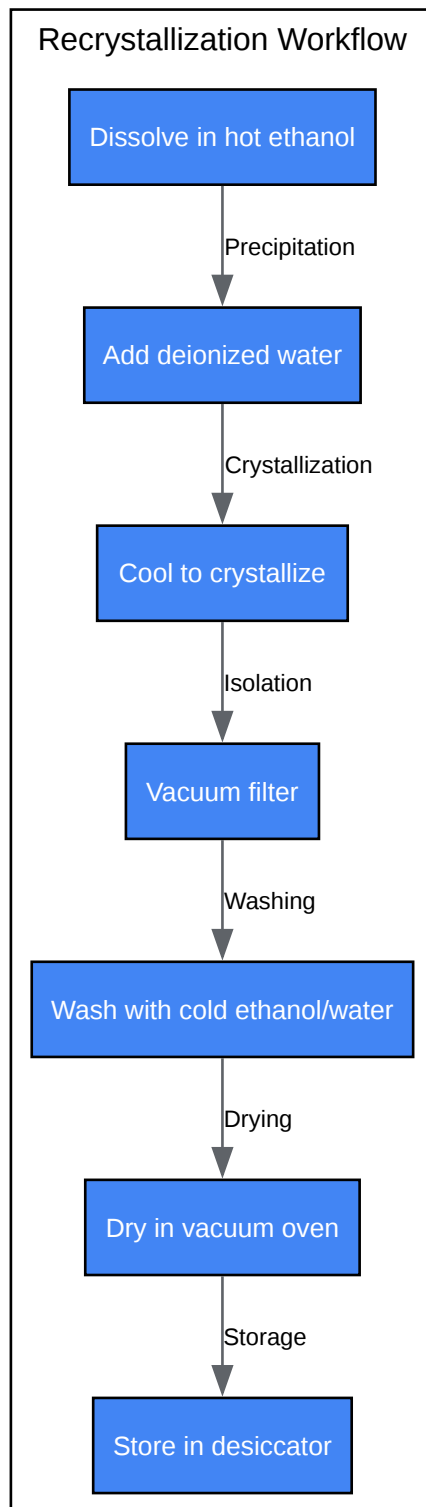 Recrystallization Workflow
Dissolve in hot ethanol
Precipitation
Add deionized water
Crystallization
Cool to crystallize
Isolation
Vacuum filter
Washing
Wash with cold ethanol/water
Drying
Dry in vacuum oven
Storage
Store in desiccator